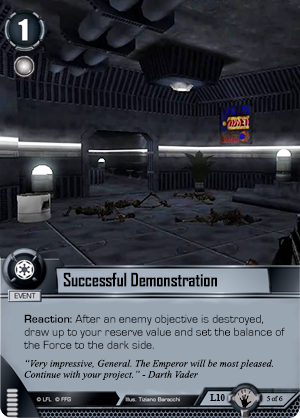 1
Successful Demonstration
EVENT
Reaction: After an enemy objective is destroyed,
draw up to your reserve value and set the balance
of the Force to the dark side.
“Very impressive, General. The Emperor will be most pleased.
Continue with your project.” - Darth Vader
© LFL © FFG
Illus. Tiziano Baracchi
L10
5 of 6